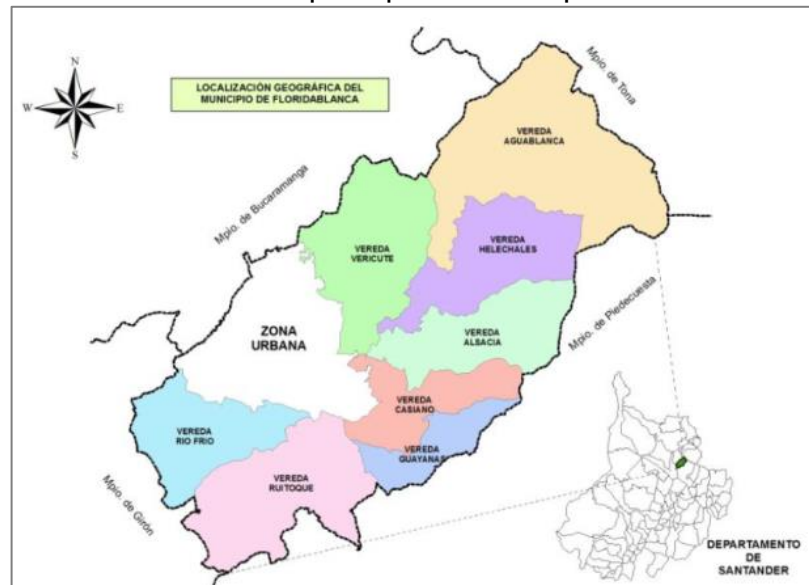 N
W
E
S
LOCALIZACIÓN GEOGRÁFICA DEL
MUNICIPIO DE FLORIDABLANCA
Mpio. de Tona
VEREDA
AGUABLANCA
Mpio. de Bucaramanga
VEREDA
VERICUTE
VEREDA
HELECHALES
Mpio. de Piedecuesta
ZONA
URBANA
VEREDA
ALSACIA
VEREDA
CASIANO
VEREDA
RIO FRIO
VEREDA
GUAYANAS
VEREDA
RUITOQUE
Mpio. de Girón
DEPARTAMENTO
DE
SANTANDER